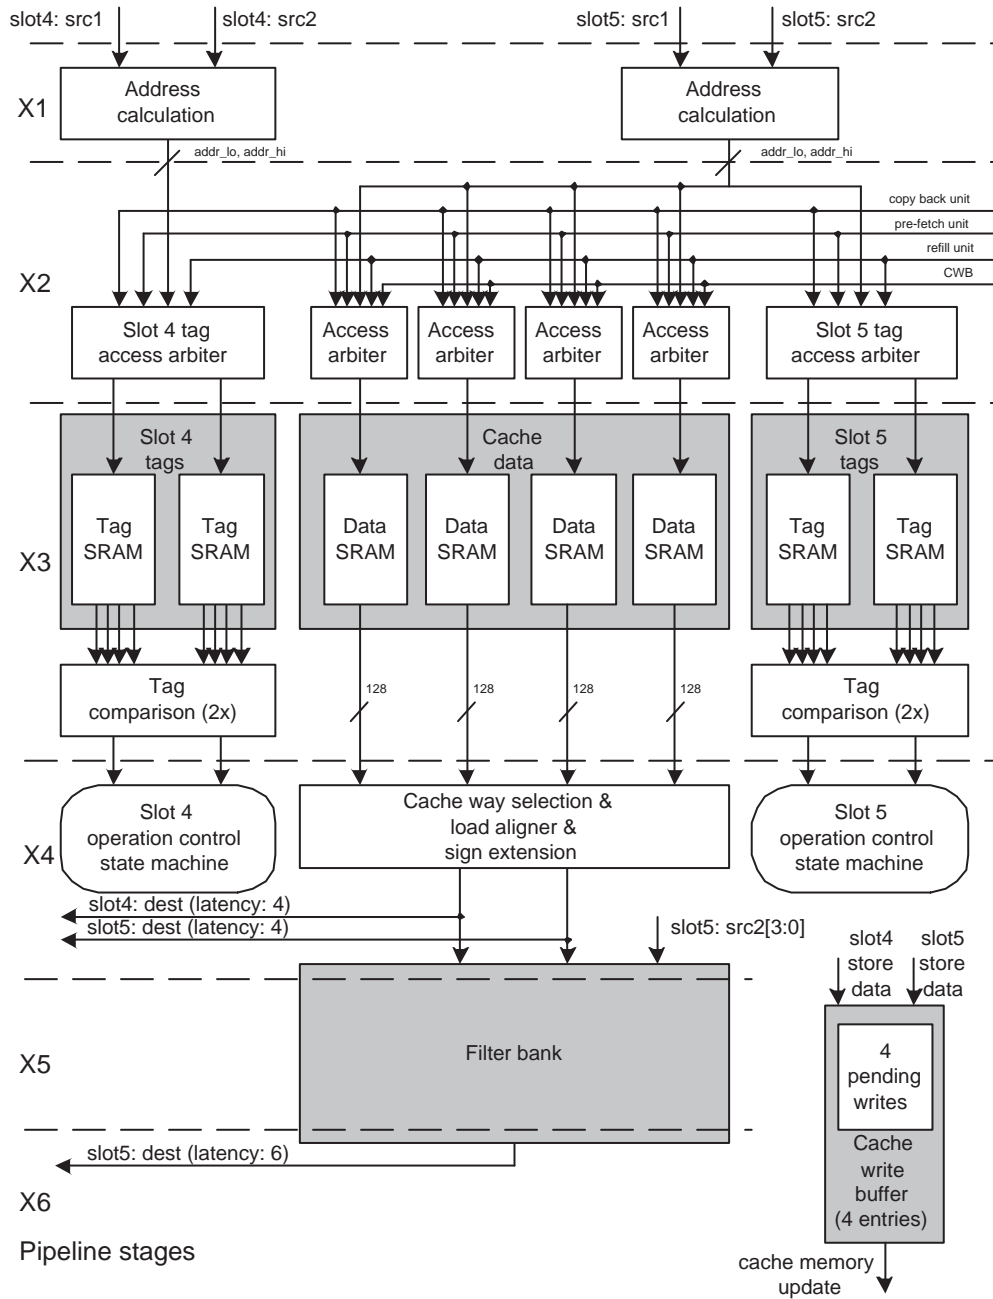 slot4: src1
slot4: src2
slot5: src1
slot5: src2
X1
Address
calculation
Address
calculation
addr_lo, addr_hi
addr_lo, addr_hi
copy back unit
pre-fetch unit
refill unit
CWB
X2
Slot 4 tag
access arbiter
Access
arbiter
Access
arbiter
Access
arbiter
Access
arbiter
Slot 5 tag
access arbiter
X3
Slot 4
tags
Tag
SRAM
Tag
SRAM
Cache
data
Data
SRAM
Data
SRAM
Data
SRAM
Data
SRAM
Slot 5
tags
Tag
SRAM
Tag
SRAM
Tag
comparison (2x)
128
128
128
128
Tag
comparison (2x)
X4
Slot 4
operation control
state machine
Cache way selection &
load aligner &
sign extension
Slot 5
operation control
state machine
slot4: dest (latency: 4)
slot5: dest (latency: 4)
slot5: src2[3:0]
slot4
store
data
slot5
store
data
X5
Filter bank
4
pending
writes
Cache
write
buffer
(4 entries)
slot5: dest (latency: 6)
X6
Pipeline stages
cache memory
update